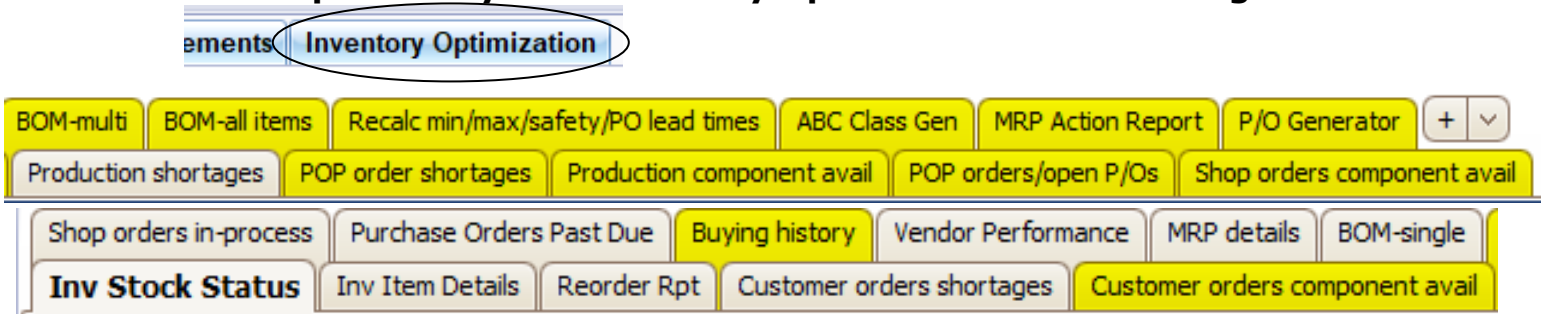 ements Inventory Optimization
BOM-multi BOM-all items Recalc min/max/safety/PO lead times ABC Class Gen MRP Action Report P/O Generator +
Production shortages POP order shortages Production component avail POP orders/open P/Os Shop orders component avail
Shop orders in-process Purchase Orders Past Due Buying history Vendor Performance MRP details BOM-single
Inv Stock Status Inv Item Details Reorder Rpt Customer orders shortages Customer orders component avail